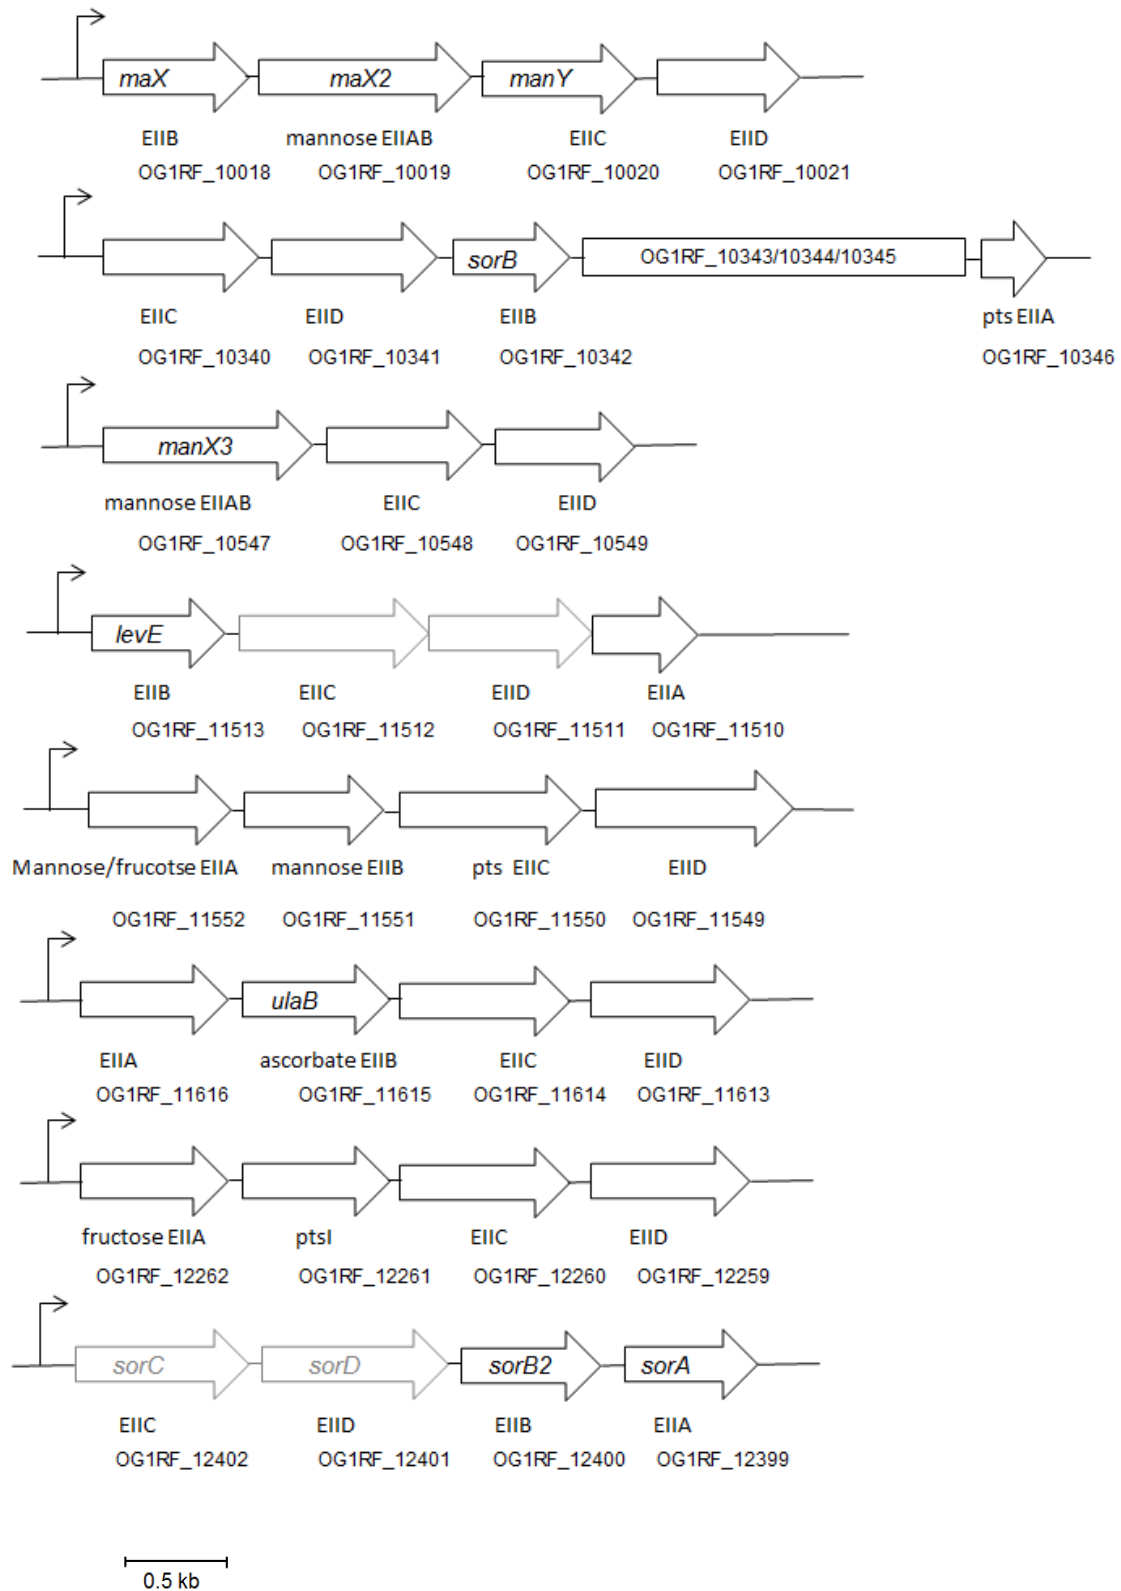 maX maX2 manY
EIIB mannose EIIAB EIIC EIID
OG1RF_10018 OG1RF_10019 OG1RF_10020 OG1RF_10021
sorB OG1RF_10343/10344/10345
EIIC EIID EIIB pts EIIA
OG1RF_10340 OG1RF_10341 OG1RF_10342 OG1RF_10346
manX3
mannose EIIAB EIIC EIID
OG1RF_10547 OG1RF_10548 OG1RF_10549
levE
EIIB EIIC EIID EIIA
OG1RF_11513 OG1RF_11512 OG1RF_11511 OG1RF_11510
Mannose/frucotse EIIA mannose EIIB pts EIIC EIID
OG1RF_11552 OG1RF_11551 OG1RF_11550 OG1RF_11549
ulaB
EIIA ascorbate EIIB EIIC EIID
OG1RF_11616 OG1RF_11615 OG1RF_11614 OG1RF_11613
fructose EIIA ptsI EIIC EIID
OG1RF_12262 OG1RF_12261 OG1RF_12260 OG1RF_12259
sorC sorD sorB2 sorA
EIIC EIID EIIB EIIA
OG1RF_12402 OG1RF_12401 OG1RF_12400 OG1RF_12399
0.5 kb